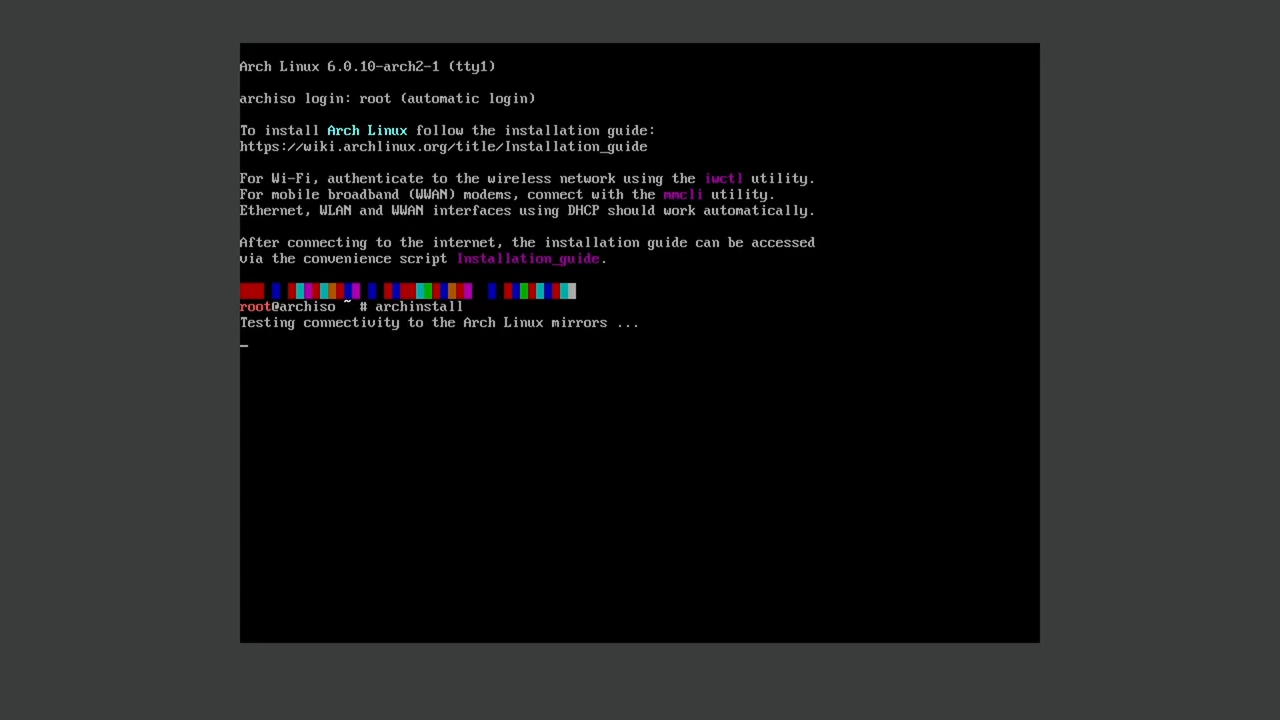 Arch Linux 6.0.10-arch2-1 (tty1)
archiso login: root (automatic login)
To install Arch Linux follow the installation guide:
https://wiki.archlinux.org/title/Installation_guide
For Wi-Fi, authenticate to the wireless network using the iwctl utility.
For mobile broadband (WWAN) modems, connect with the mmcli utility.
Ethernet, WLAN and WWAN interfaces using DHCP should work automatically.
After connecting to the internet, the installation guide can be accessed
via the convenience script Installation_guide.
root@archiso ~ # archinstall
Testing connectivity to the Arch Linux mirrors ...